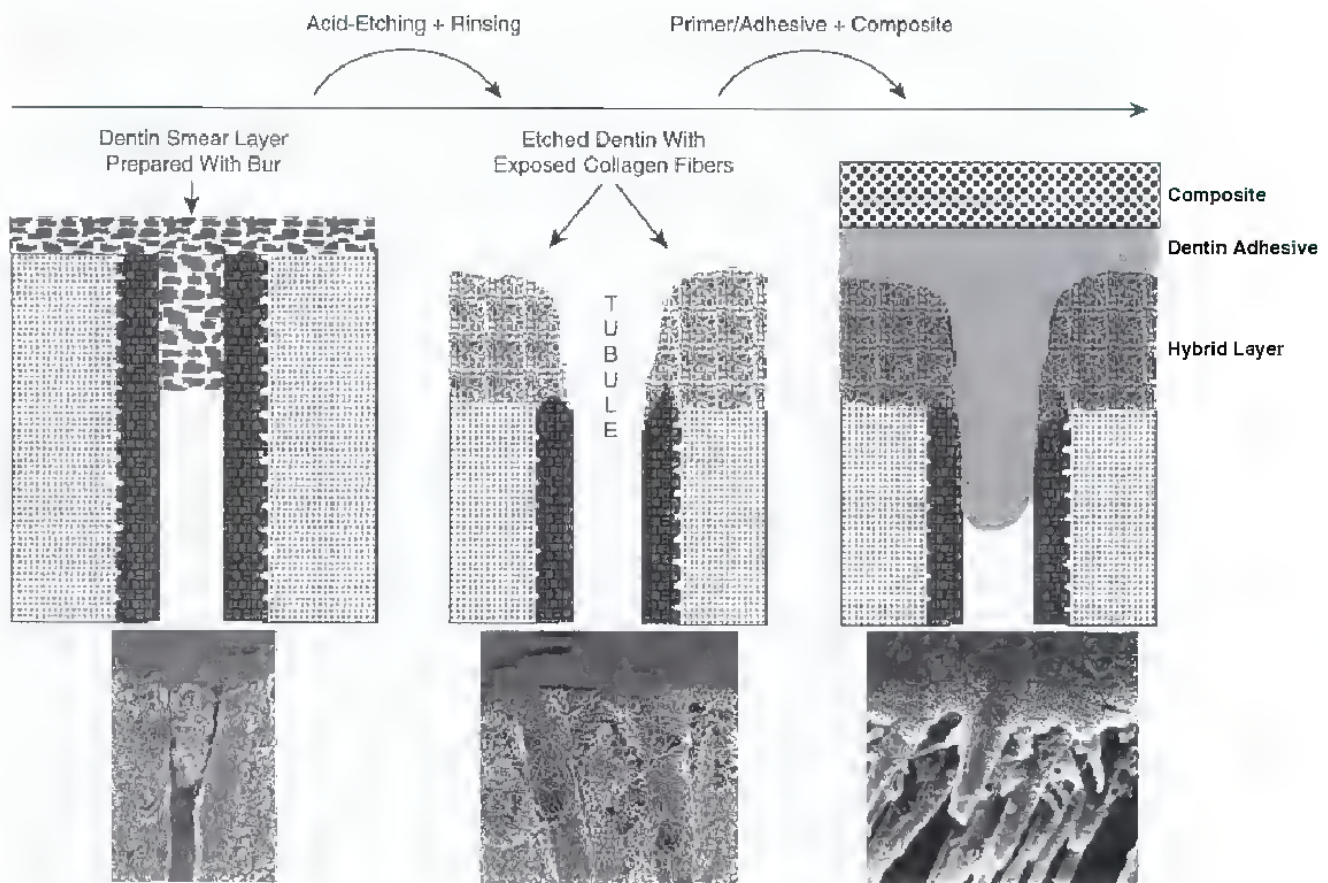 Acid-Etching + Rinsing
Primer/Adhesive + Composite
Dentin Smear Layer
Prepared With Bur
Etched Dentin With
Exposed Collagen Fibers
TUBULE
Composite
Dentin Adhesive
Hybrid Layer